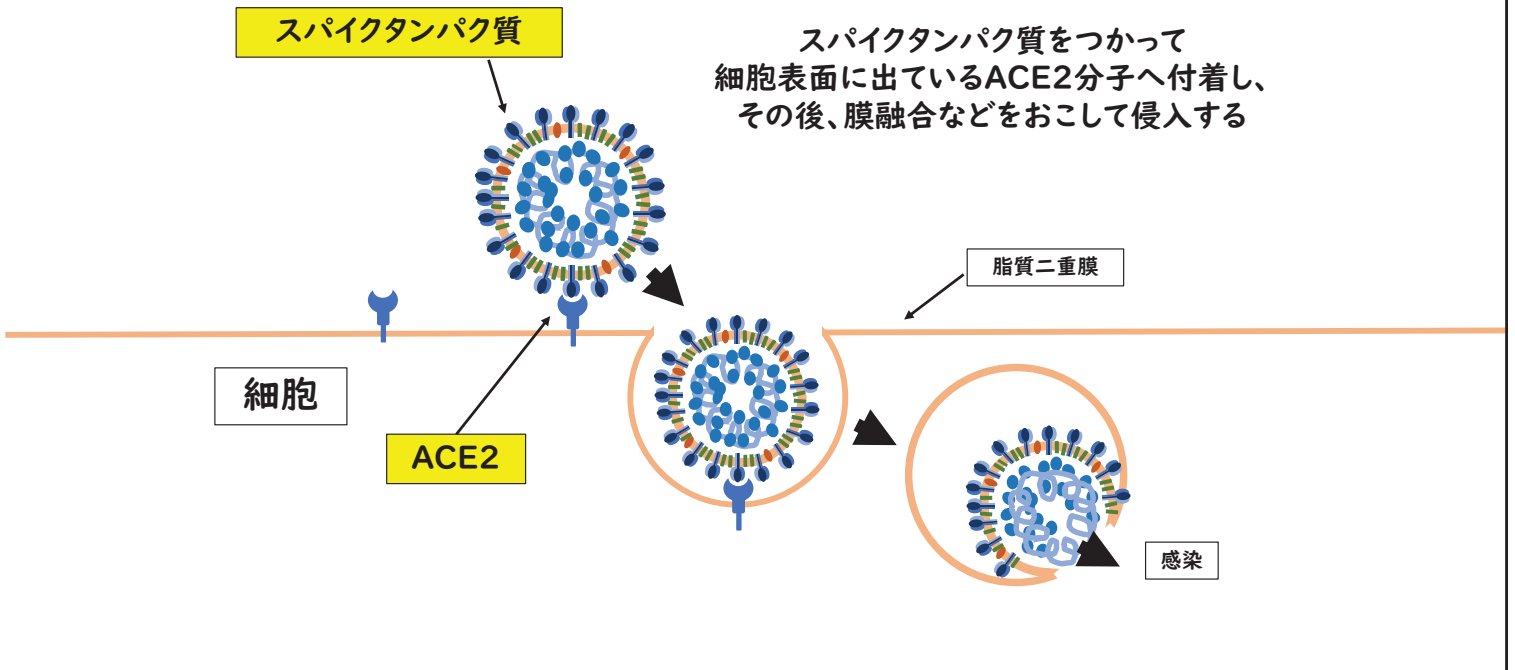 スパイクタンパク質
スパイクタンパク質をつかって
細胞表面に出ているACE2分子へ付着し、
その後、膜融合などをおこして侵入する
脂質二重膜
細胞
ACE2
感染